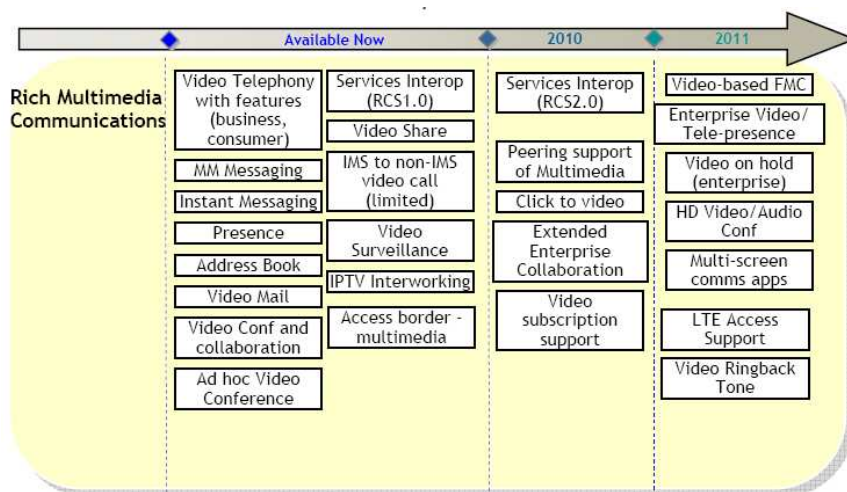 Available Now
2010
2011
Rich Multimedia
Communications
Video Telephony
with features
(business,
consumer)
MM Messaging
Instant Messaging
Presence
Address Book
Video Mail
Video Conf and
collaboration
Ad hoc Video
Conference
Services Interop
(RCS1.0)
Video Share
IMS to non-IMS
video call
(limited)
Video
Surveillance
IPTV Interworking
Access border -
multimedia
Services Interop
(RCS2.0)
Peering support
of Multimedia
Click to video
Extended
Enterprise
Collaboration
Video
subscription
support
Video-based FMC
Enterprise Video/
Tele-presence
Video on hold
(enterprise)
HD Video/Audio
Conf
Multi-screen
comms apps
LTE Access
Support
Video Ringback
Tone